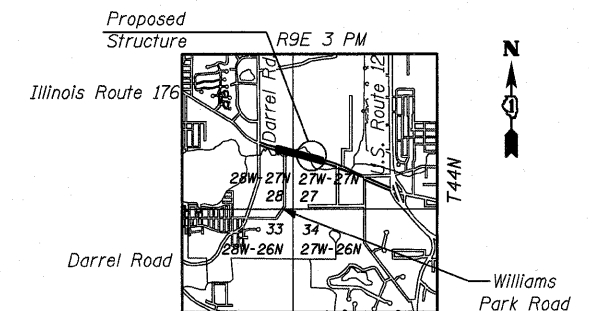 Proposed
Structure
R9E 3 PM
N
Illinois Route 176
Darrel Rd
U.S. Route 12
T44N
28W-27N 27W-27N
28 27
33 34
28W-26N 27W-26N
Darrel Road
Williams
Park Road